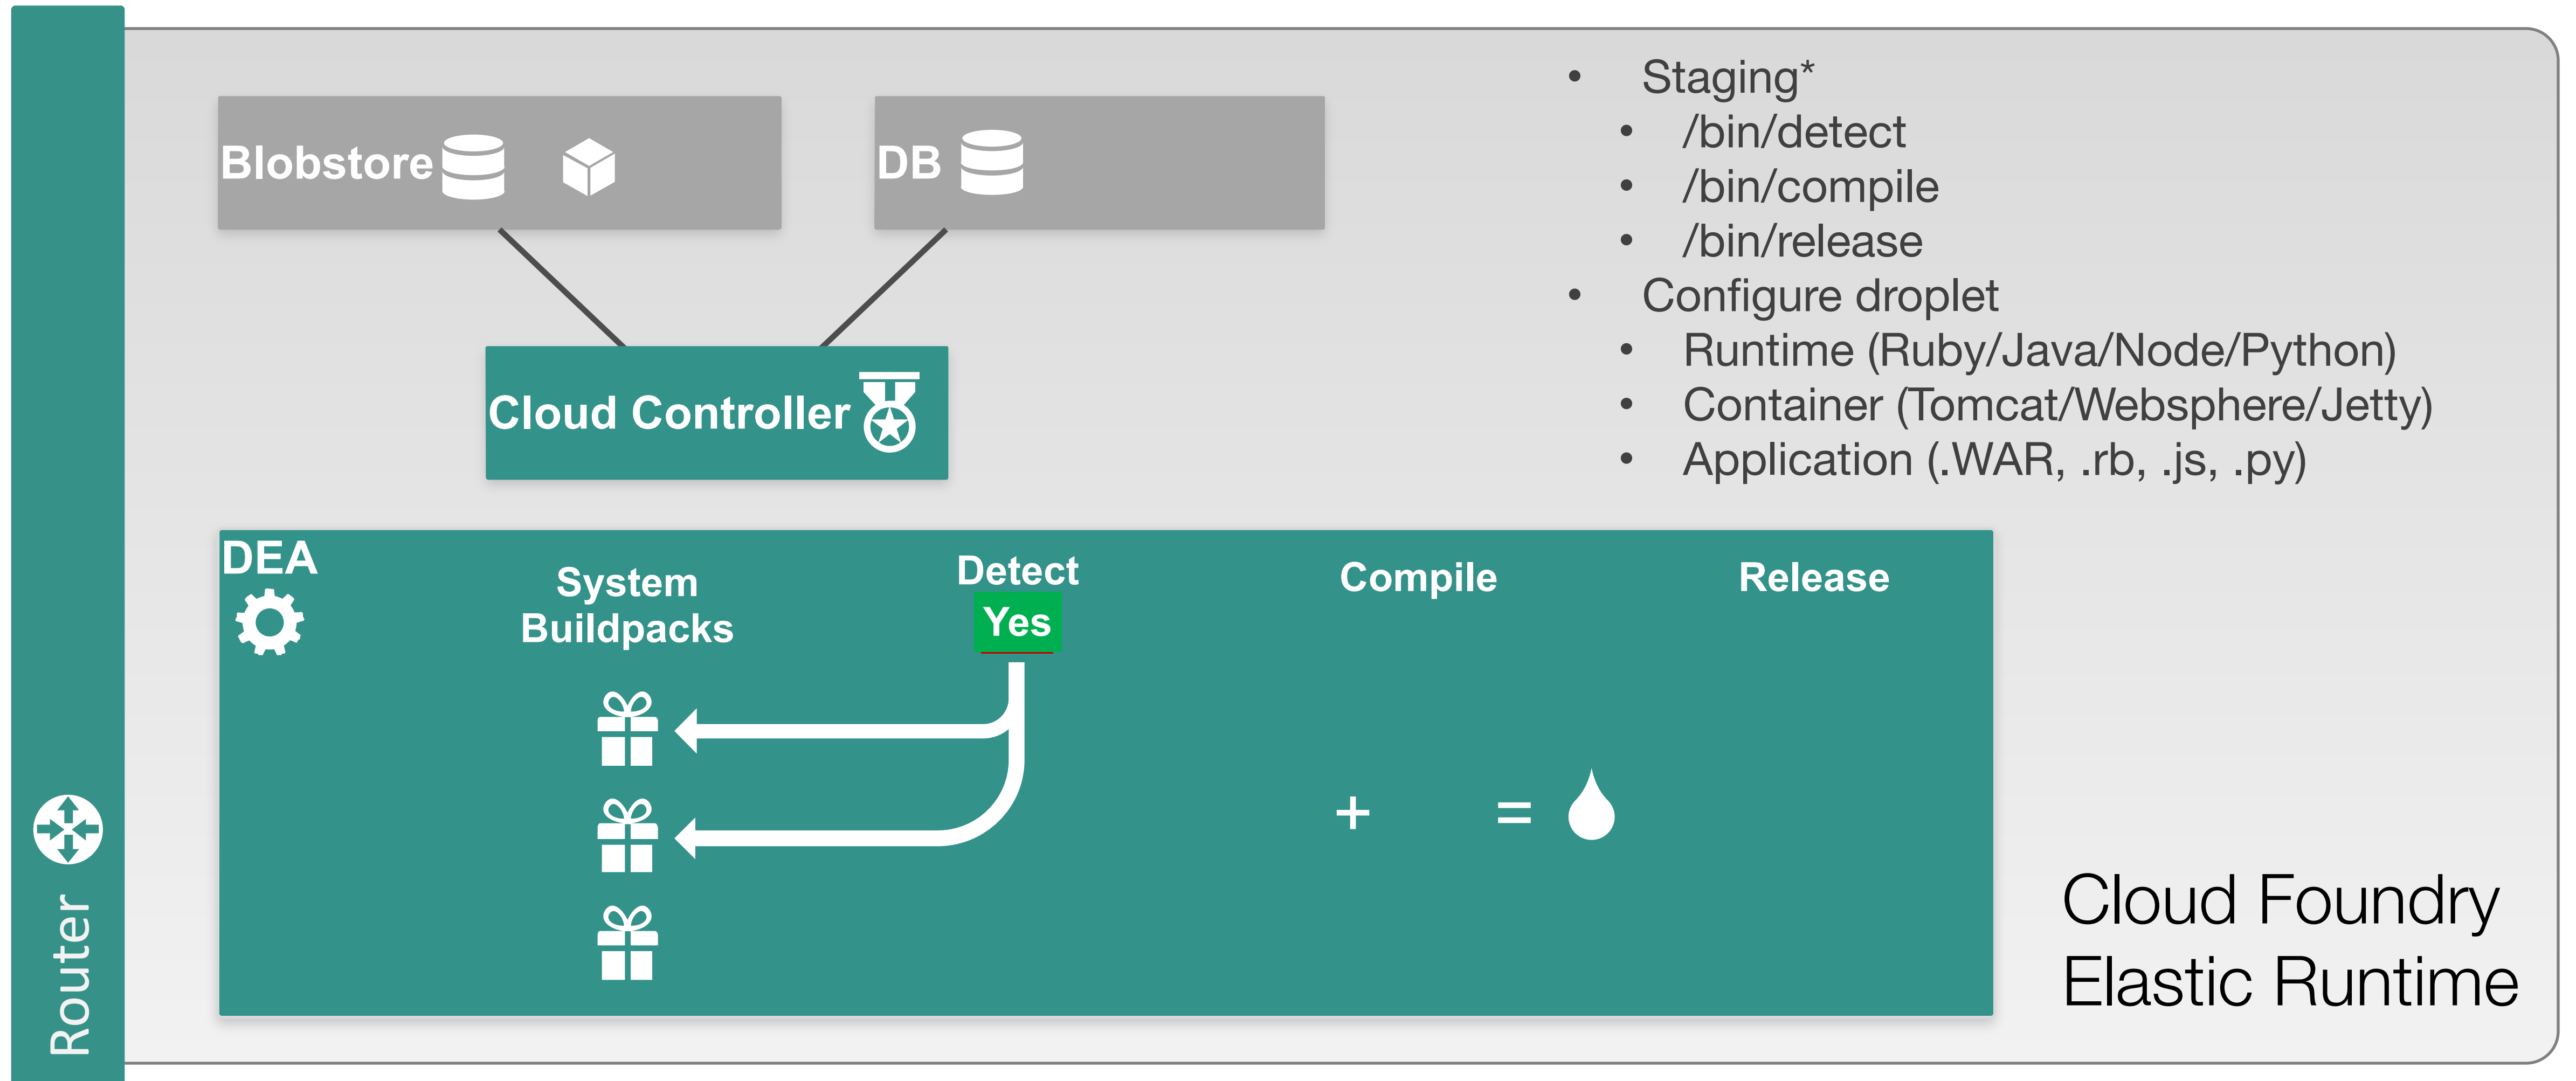 Blobstore
DB
Cloud Controller
• Staging*
• /bin/detect
• /bin/compile
• /bin/release
• Configure droplet
• Runtime (Ruby/Java/Node/Python)
• Container (Tomcat/Websphere/Jetty)
• Application (.WAR, .rb, .js, .py)
DEA
System
Buildpacks
Detect
Yes
Compile
Release
+ =
Router
Cloud Foundry
Elastic Runtime